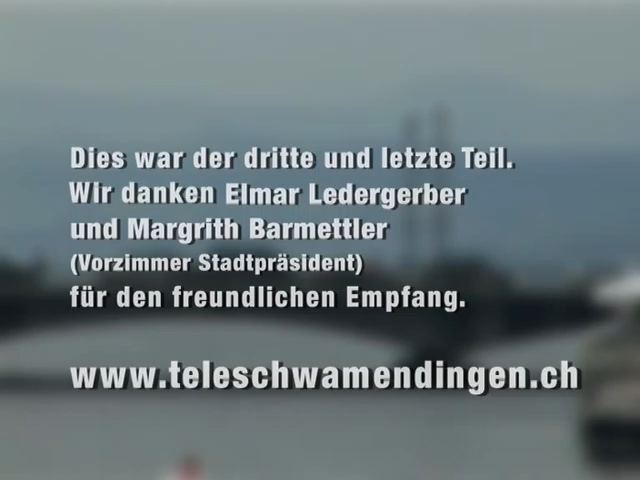 Dies war der dritte und letzte Teil.
Wir danken Elmar Ledergerber
und Margrith Barmettler
(Vorzimmer Stadtpräsident)
für den freundlichen Empfang.
www.teleschwamendingen.ch